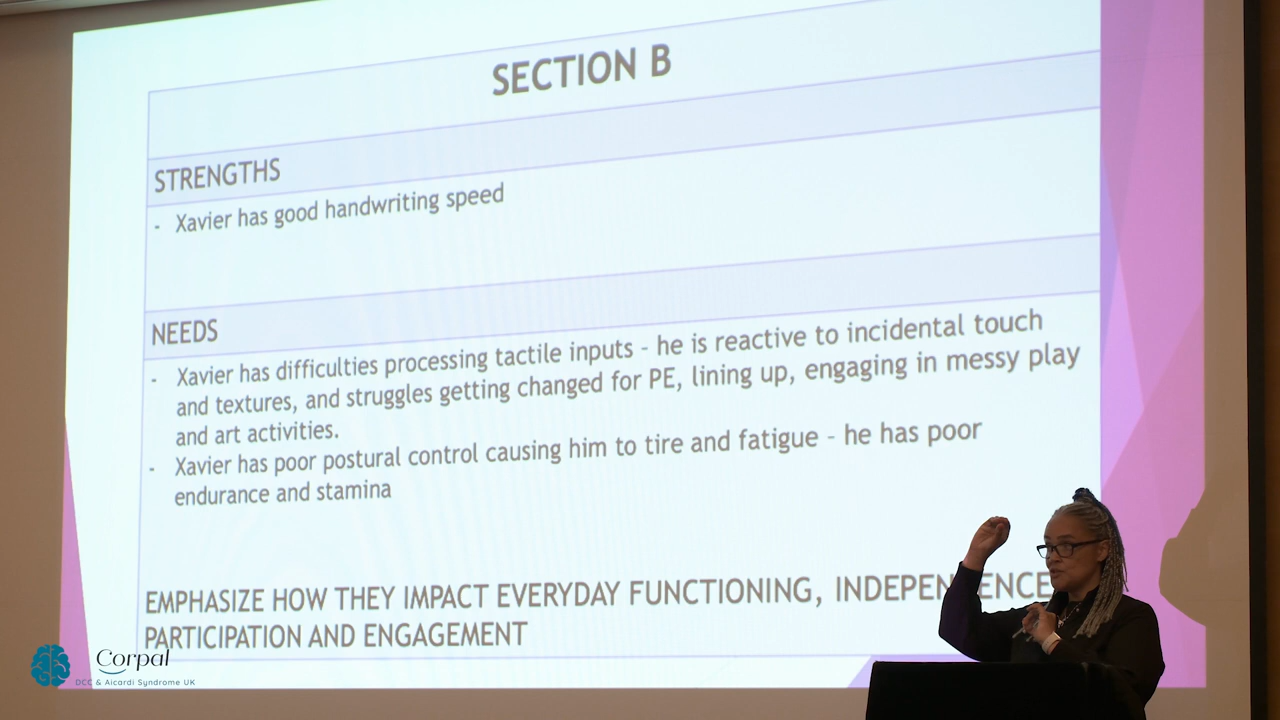 SECTION B
STRENGTHS
- Xavier has good handwriting speed
NEEDS
- Xavier has difficulties processing tactile inputs – he is reactive to incidental touch
and textures, and struggles getting changed for PE, lining up, engaging in messy play
and art activities.
- Xavier has poor postural control causing him to tire and fatigue – he has poor
endurance and stamina
EMPHASIZE HOW THEY IMPACT EVERYDAY FUNCTIONING, INDEPENDENCE
PARTICIPATION AND ENGAGEMENT
Corpal
DCC & Aicardi Syndrome UK